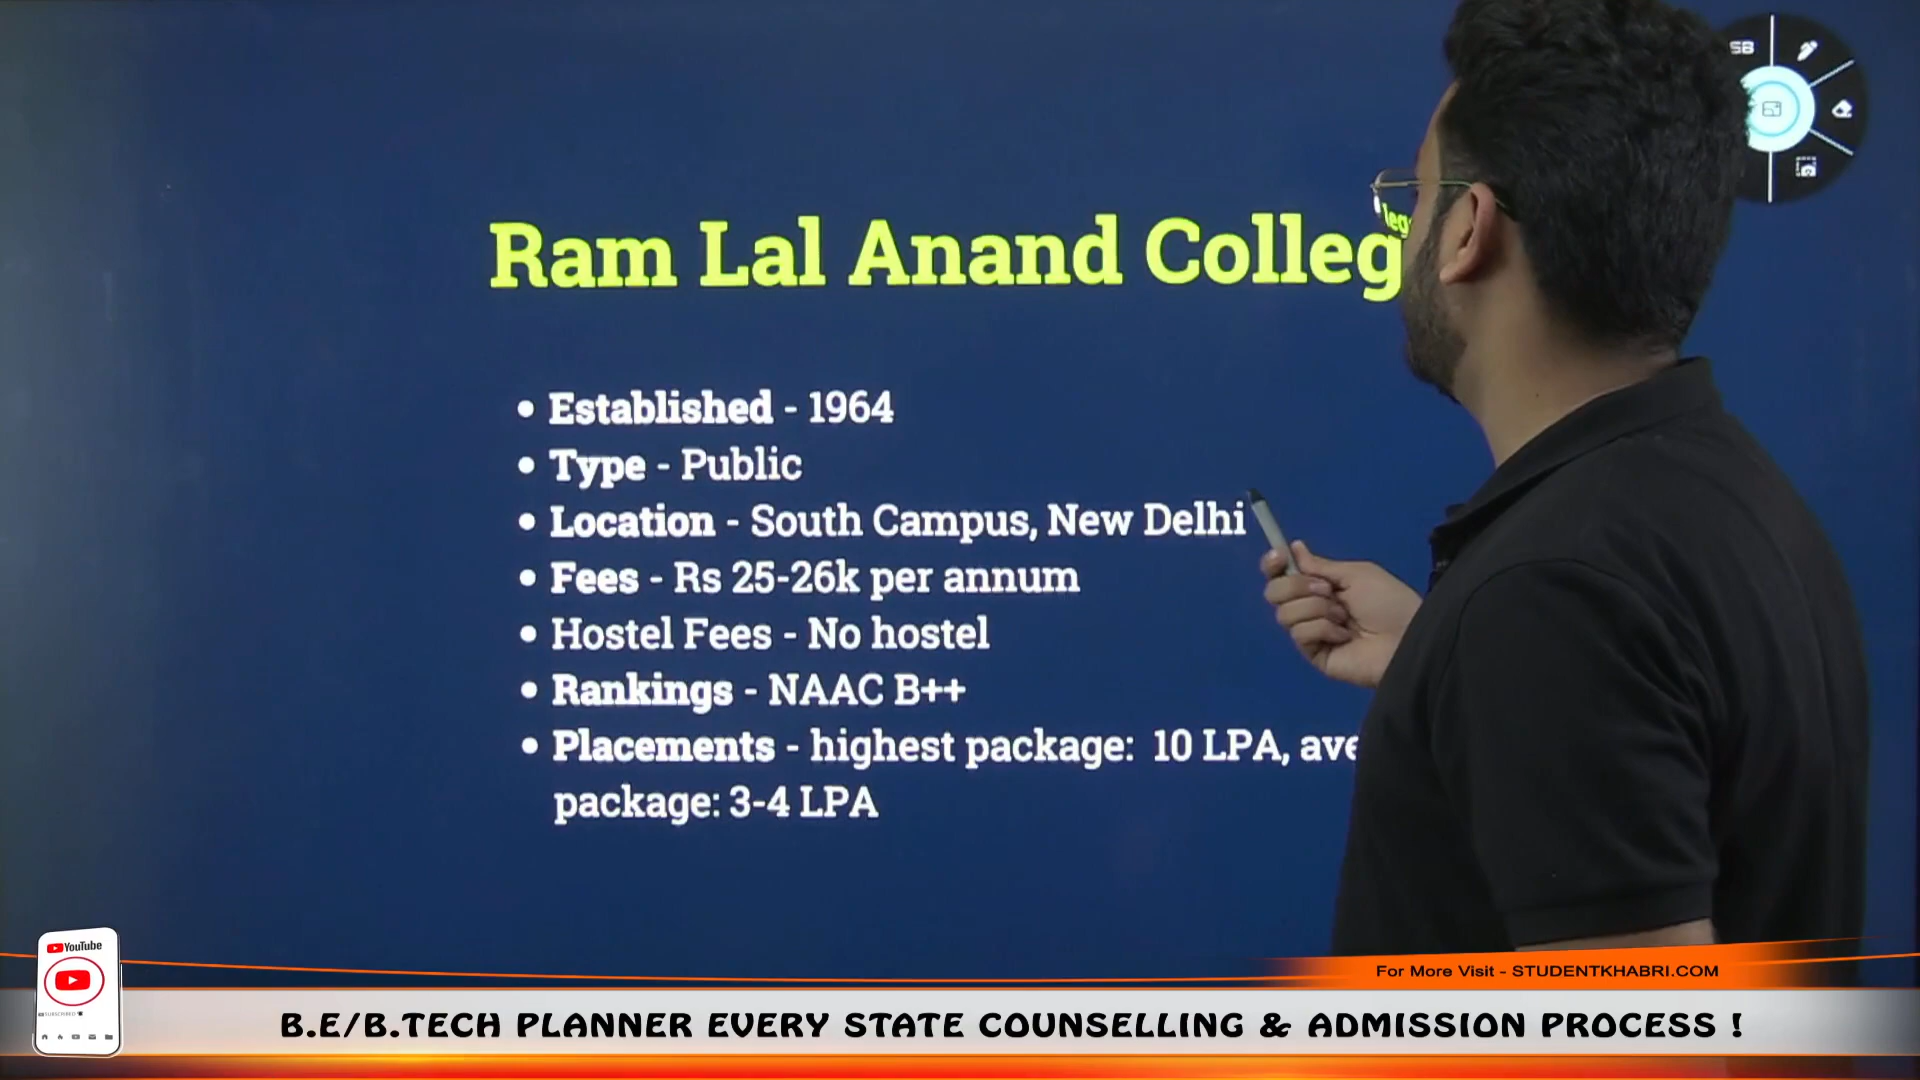 SB
Ram Lal Anand Colleg
• Established - 1964
• Type - Public
• Location - South Campus, New Delhi
• Fees - Rs 25-26k per annum
• Hostel Fees - No hostel
• Rankings - NAAC B++
• Placements - highest package: 10 LPA, ave
package: 3-4 LPA
YouTube
SUBSCRIBED
For More Visit - STUDENTKHABRI.COM
B.E/B.TECH PLANNER EVERY STATE COUNSELLING & ADMISSION PROCESS !